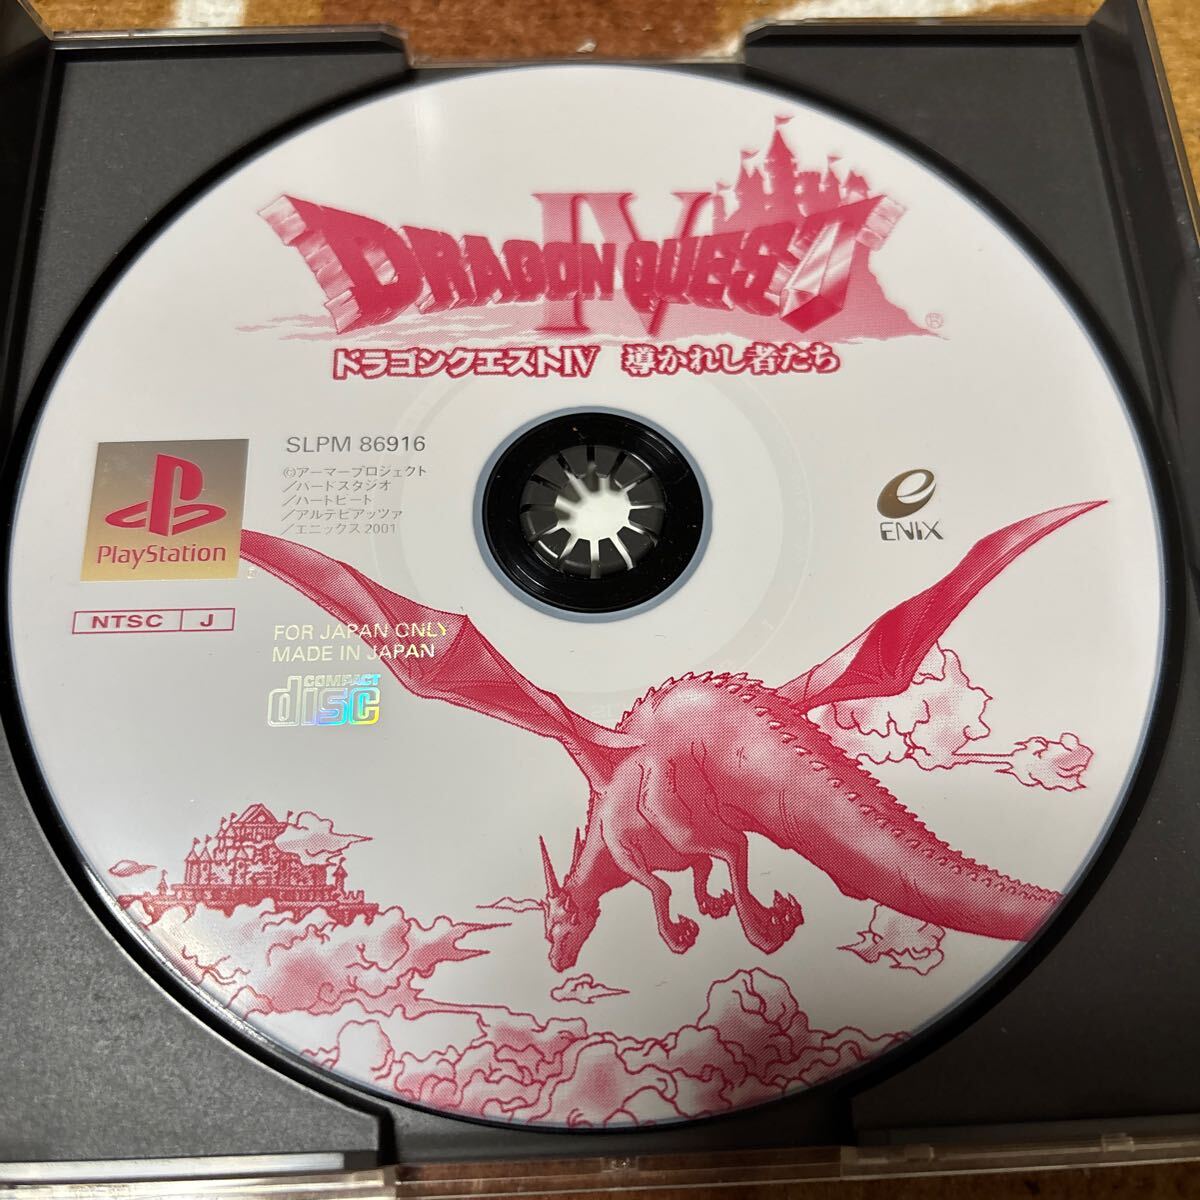 DRAGON QUEST
IV
®
ドラゴンクエストIV 導かれし者たち
SLPM 86916
©アーマープロジェクト
／バードスタジオ
／ハートビート
／アルテピアッツァ
／エニックス 2001
PlayStation
ENIX
NTSC J
FOR JAPAN ONLY
MADE IN JAPAN
COMPACT
disc